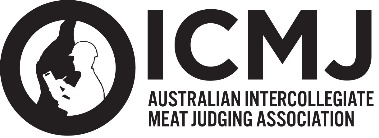 ICMJ
AUSTRALIAN INTERCOLLEGIATE
MEAT JUDGING ASSOCIATION